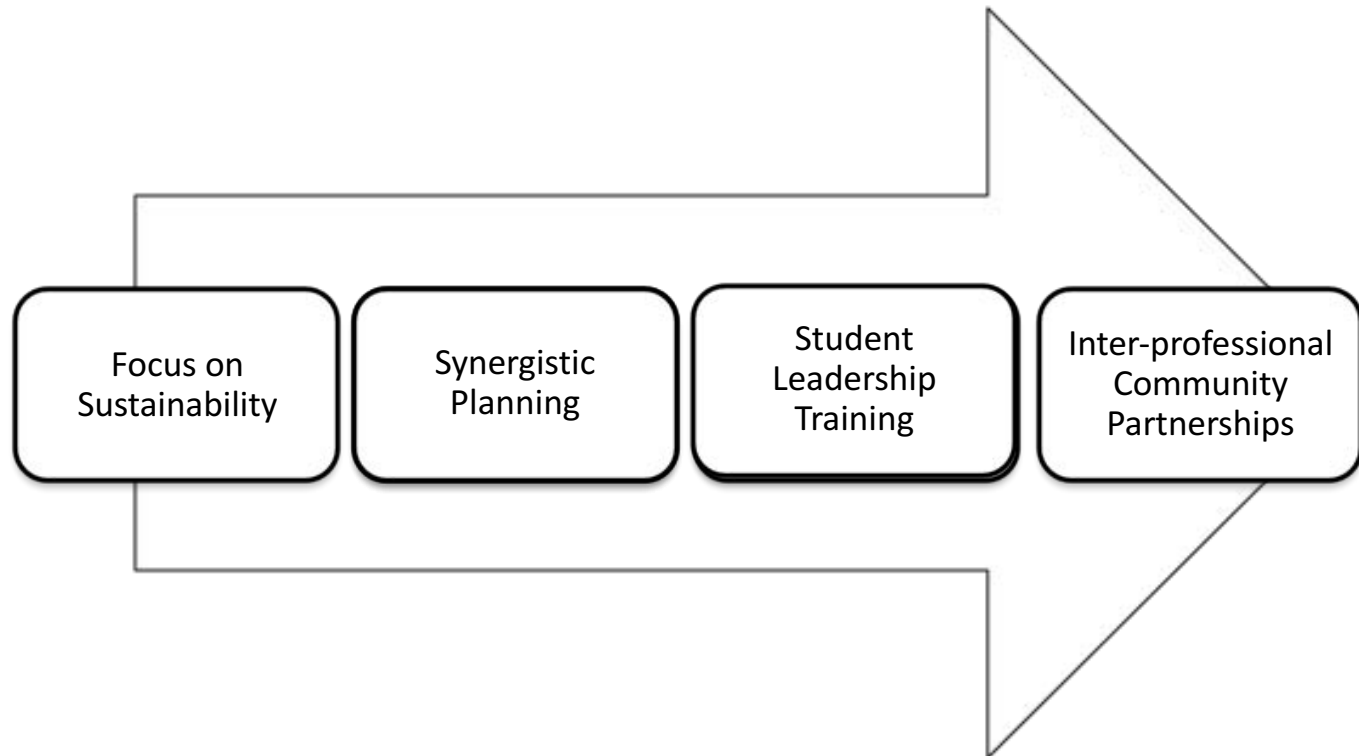 Focus on
Sustainability
Synergistic
Planning
Student
Leadership
Training
Inter-professional
Community
Partnerships